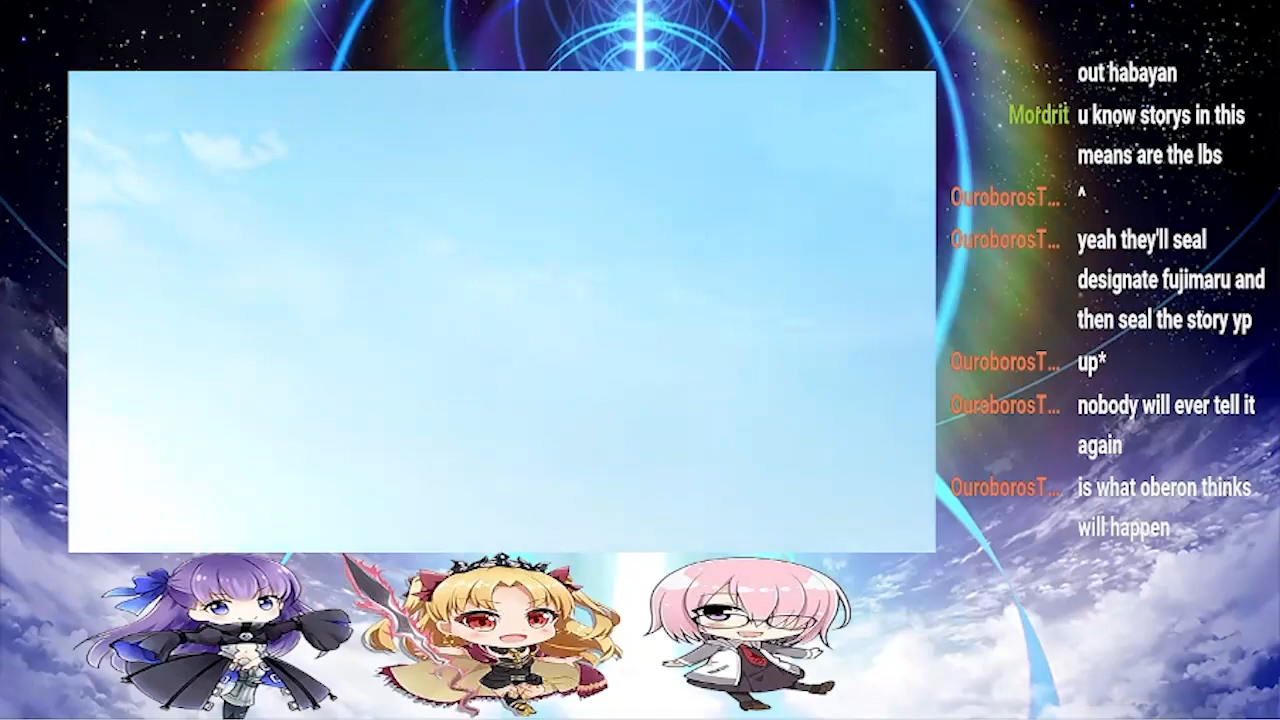 out habayan
Mordrit u know storys in this
means are the lbs
OuroborosT... ^
OuroborosT... yeah they'll seal
designate fujimaru and
then seal the story yp
OuroborosT... up*
OuroborosT... nobody will ever tell it
again
OuroborosT... is what oberon thinks
will happen